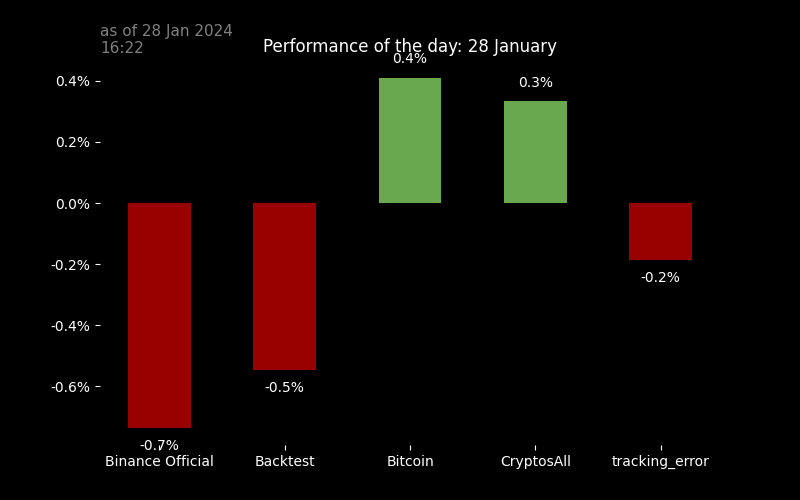 as of 28 Jan 2024
16:22
Performance of the day: 28 January
0.4%
0.2%
0.0%
-0.2%
-0.4%
-0.6%
-0.7%
-0.5%
0.4%
0.3%
-0.2%
Binance Official
Backtest
Bitcoin
CryptosAll
tracking_error